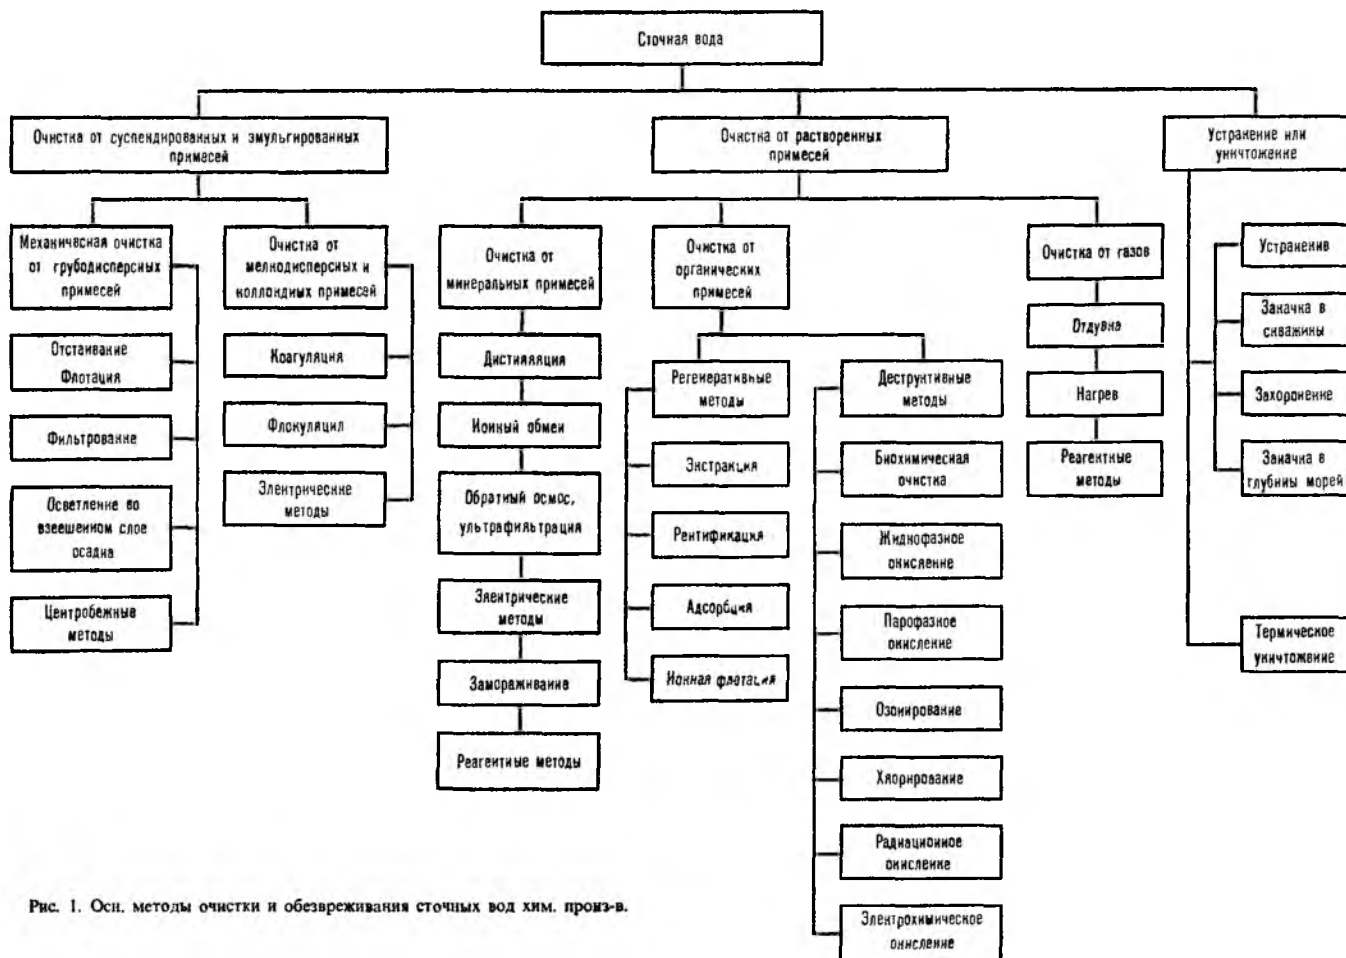 Сточная вода
Очистка от суспендированных и эмульгированных
примесей
Очистка от растворенных
примесей
Устранение или
уничтожение
Механическая очистка
от грубодисперсных
примесей
Отстаивание
Флотация
Фильтрование
Осветление во
взвешенном слое
осадка
Центробежные
методы
Очистка от
мелкодисперсных и
коллоидных примесей
Коагуляция
Флокуляция
Электрические
методы
Очистка от
минеральных примесей
Дистилляция
Ионный обмен
Обратный осмос,
ультрафильтрация
Электрические
методы
Замораживание
Реагентные методы
Очистка от
органических
примесей
Регенеративные
методы
Экстракция
Ректификация
Адсорбция
Ионная флотация
Деструктивные
методы
Биохимическая
очистка
Жидкофазное
окисление
Парофазное
окисление
Озонирование
Хлорирование
Радиационное
окисление
Электрохимическое
окисление
Очистка от газов
Отдувка
Нагрев
Реагентные
методы
Устранение
Закачка в
скважины
Захоронение
Закачка в
глубины морей
Термическое
уничтожение
Рис. 1. Осн. методы очистки и обезвреживания сточных вод хим. произ-в.